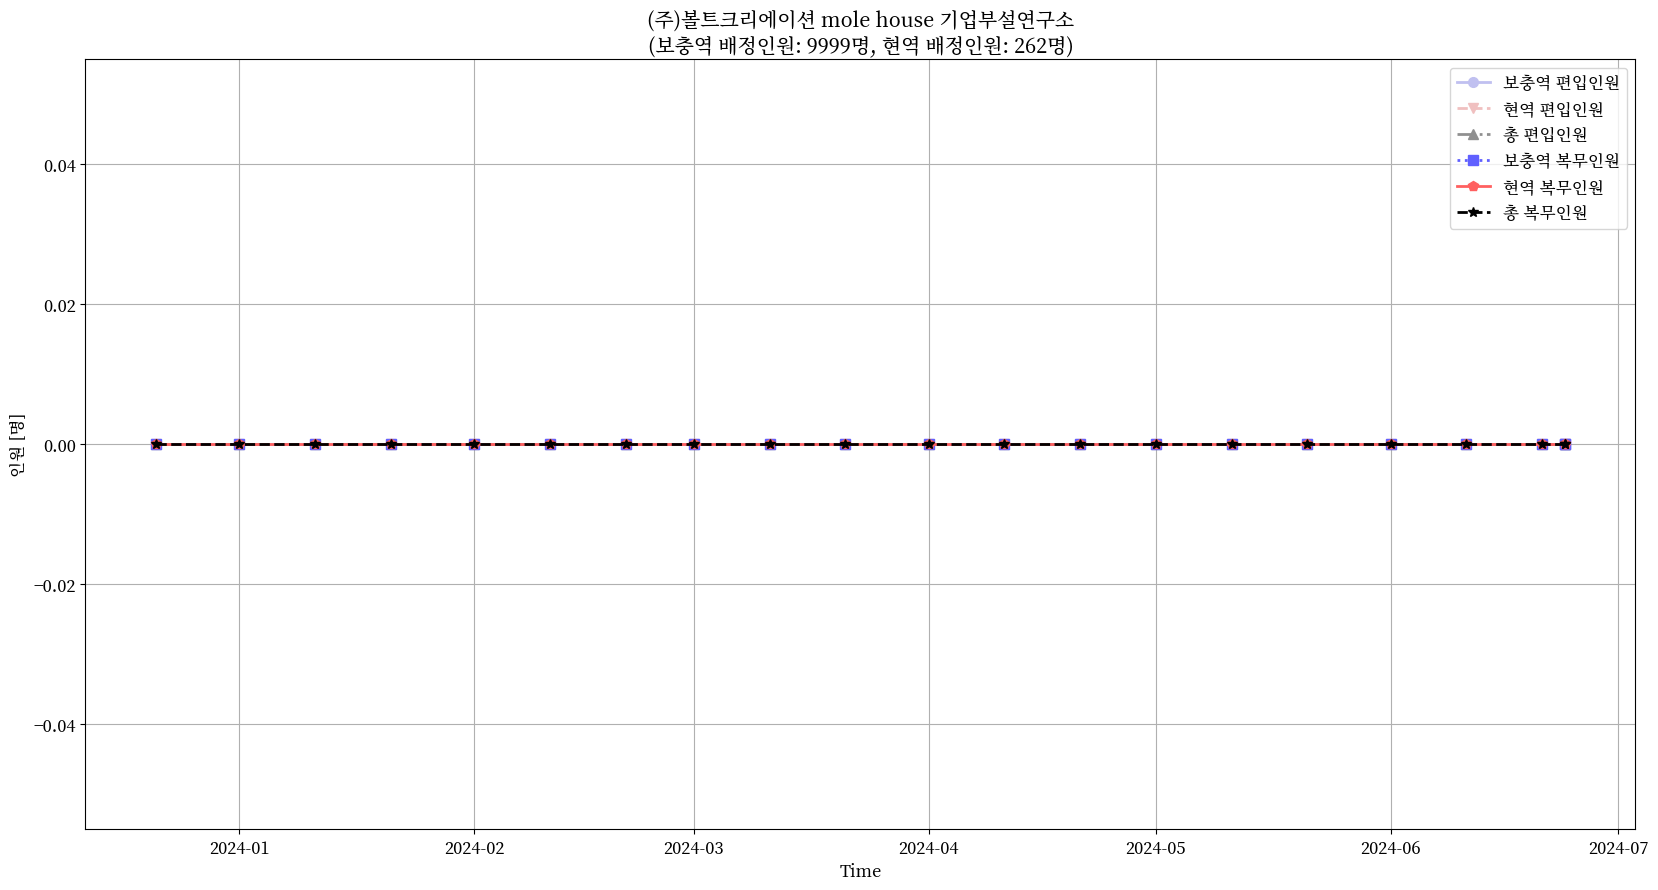 (주)볼트크리에이션 mole house 기업부설연구소
(보충역 배정인원: 9999명, 현역 배정인원: 262명)
보충역 편입인원
현역 편입인원
총 편입인원
보충역 복무인원
현역 복무인원
총 복무인원
인원 [명]
0.04
0.02
0.00
−0.02
−0.04
2024-01
2024-02
2024-03
2024-04
2024-05
2024-06
2024-07
Time